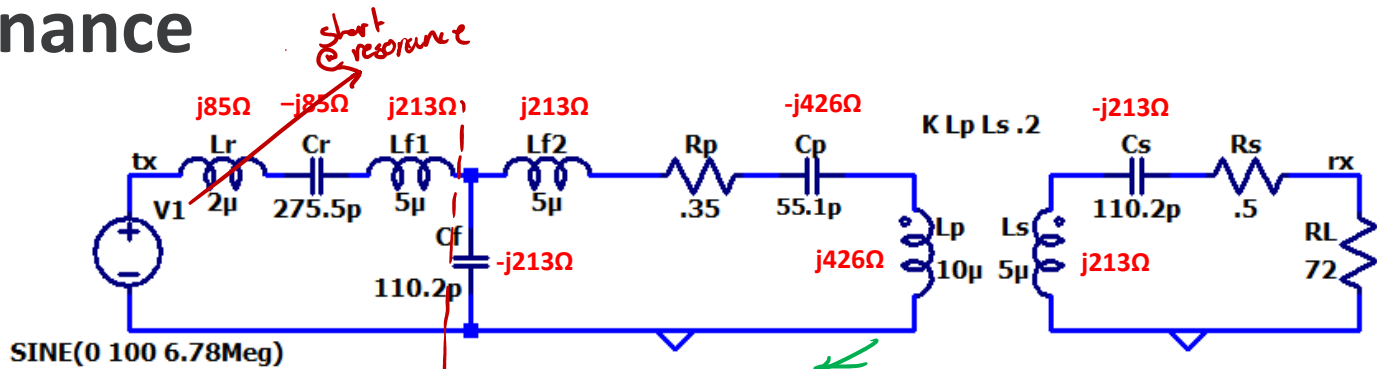 nance
start
@ resonance
j85Ω –j85Ω j213Ω j213Ω -j426Ω -j213Ω
K Lp Ls .2
Lr Cr Lf1 Lf2 Rp Cp Cs Rs
tx rx
V1 2µ 275.5p 5µ 5µ .35 55.1p 110.2p .5
Cf Lp Ls RL
-j213Ω j426Ω 10µ 5µ j213Ω 72
110.2p
SINE(0 100 6.78Meg)